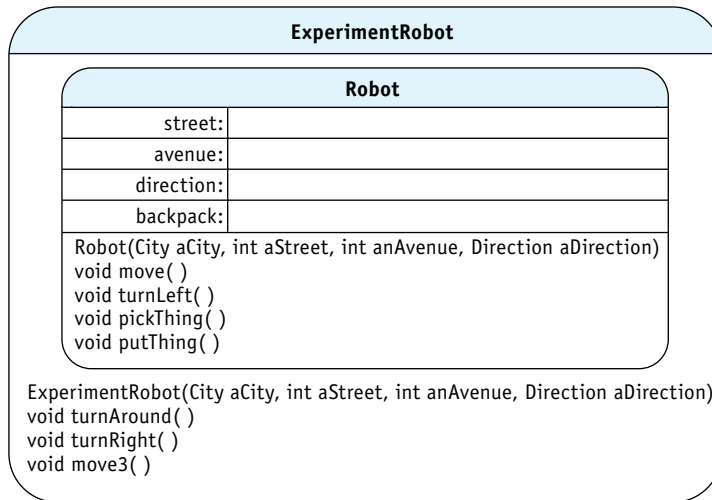 ExperimentRobot
Robot
street:
avenue:
direction:
backpack:
Robot(City aCity, int aStreet, int anAvenue, Direction aDirection)
void move( )
void turnLeft( )
void pickThing( )
void putThing( )
ExperimentRobot(City aCity, int aStreet, int anAvenue, Direction aDirection)
void turnAround( )
void turnRight( )
void move3( )